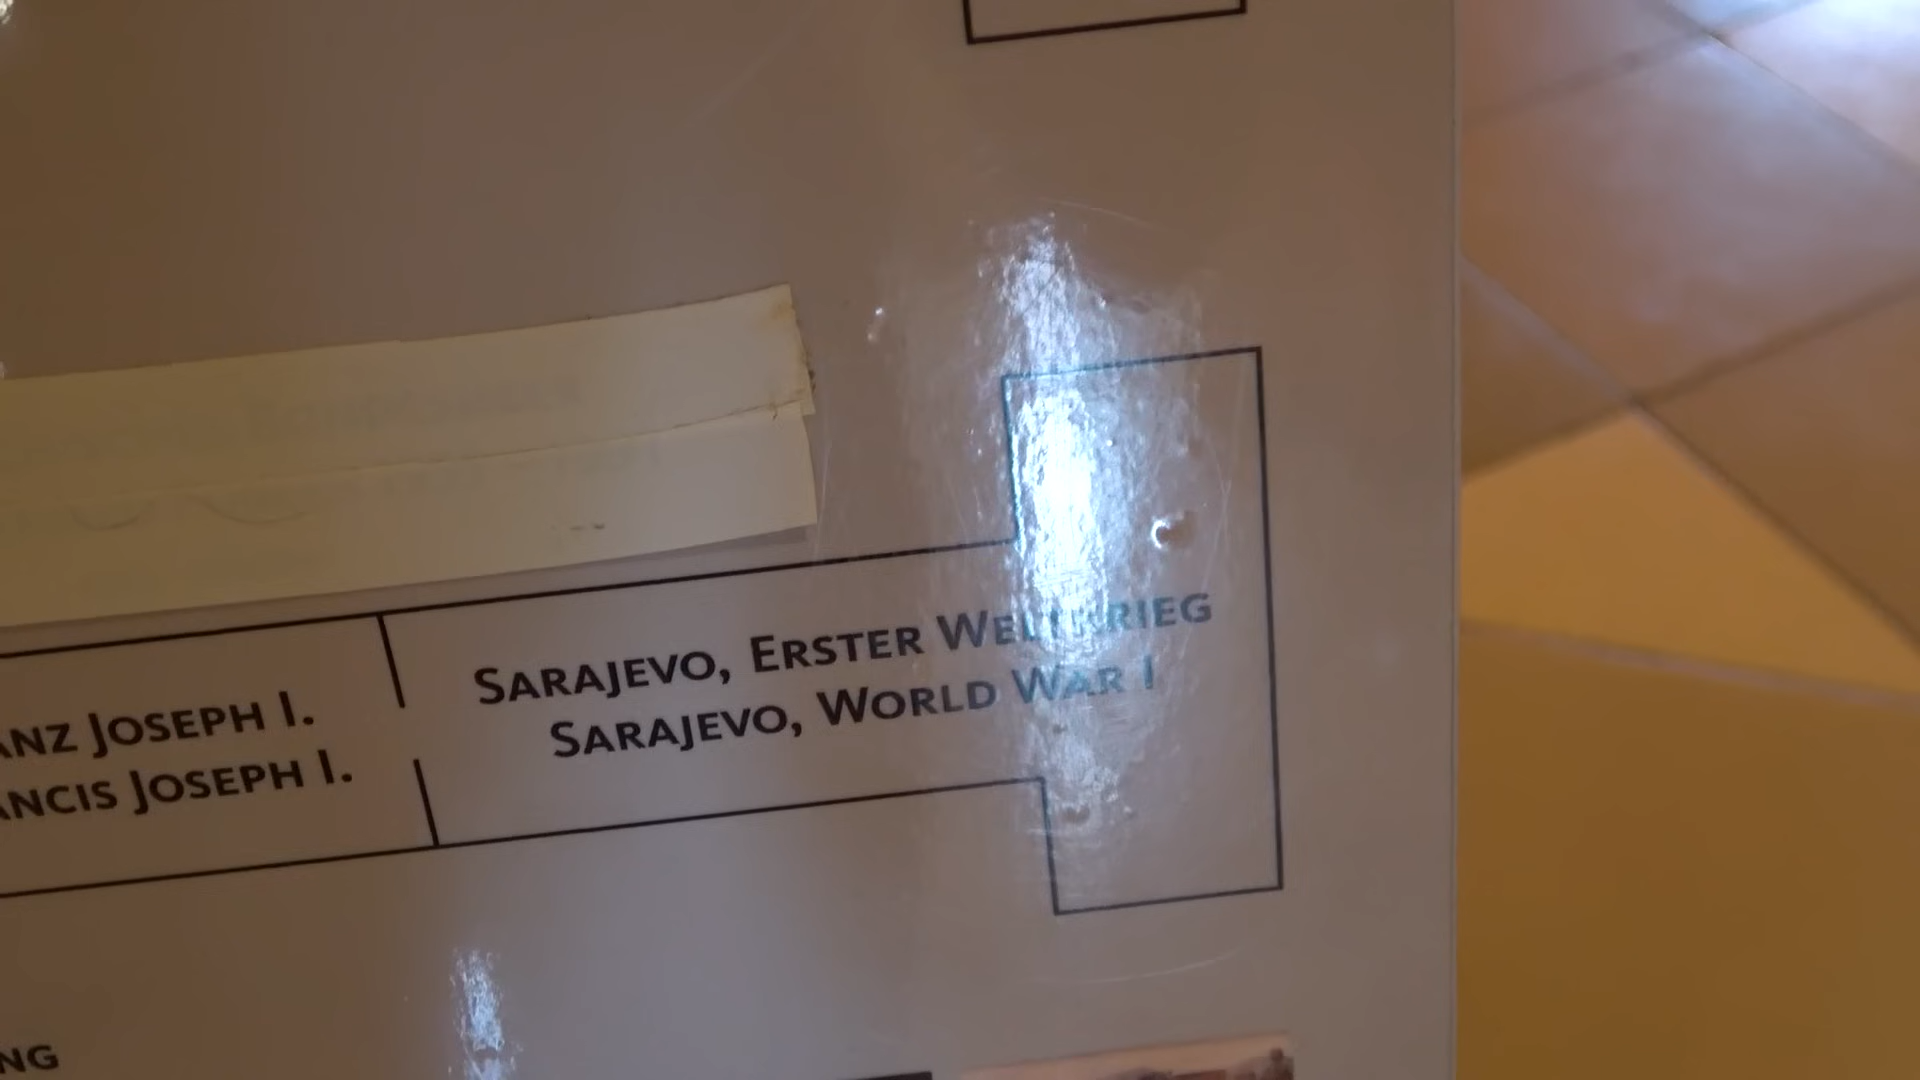 ANZ JOSEPH I.
ANCIS JOSEPH I.
SARAJEVO, ERSTER WELTKRIEG
SARAJEVO, WORLD WAR I
NG